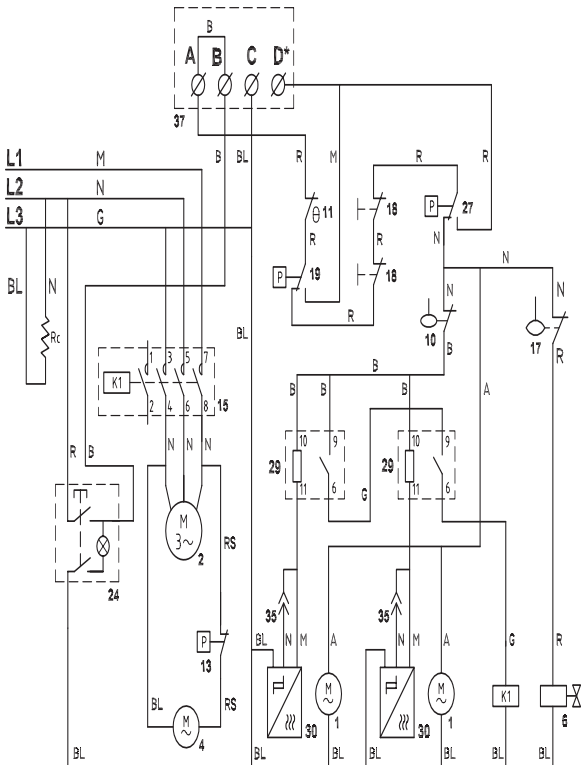 B
A B C D*
37
L1 M B BL R M R R
L2 N
L3 G
11
18
P 27
R R N
P 19
18
N
BL N
Rc
R
N N
BL
10
17
B
R
1 3 5 7
K1
15
2 4 6 8
B
A
B B B
N N N
R B
10 9
29
11 6
G
10 9
29
11 6
M
3~
2
RS
24
35
35
BL N M A
N M A
G
R
P
13
BL
RS
M
4
30
M
1
30
M
1
K1
6
BL BL BL BL BL BL BL